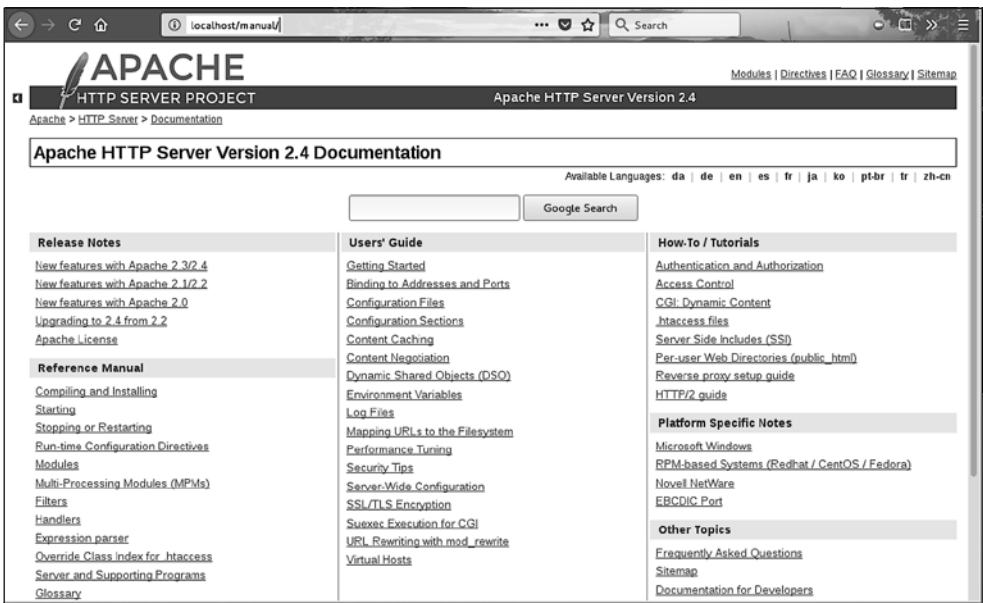 localhost/manual/
Search
APACHE
HTTP SERVER PROJECT
Modules | Directives | FAQ | Glossary | Sitemap
Apache HTTP Server Version 2.4
Apache > HTTP Server > Documentation
Apache HTTP Server Version 2.4 Documentation
Available Languages: da | de | en | es | fr | ja | ko | pt-br | tr | zh-cn
Google Search
Release Notes
New features with Apache 2.3/2.4
New features with Apache 2.1/2.2
New features with Apache 2.0
Upgrading to 2.4 from 2.2
Apache License
Reference Manual
Compiling and Installing
Starting
Stopping or Restarting
Run-time Configuration Directives
Modules
Multi-Processing Modules (MPMs)
Filters
Handlers
Expression parser
Override Class Index for .htaccess
Server and Supporting Programs
Glossary
Users' Guide
Getting Started
Binding to Addresses and Ports
Configuration Files
Configuration Sections
Content Caching
Content Negotiation
Dynamic Shared Objects (DSO)
Environment Variables
Log Files
Mapping URLs to the Filesystem
Performance Tuning
Security Tips
Server-Wide Configuration
SSL/TLS Encryption
Suexec Execution for CGI
URL Rewriting with mod_rewrite
Virtual Hosts
How-To / Tutorials
Authentication and Authorization
Access Control
CGI: Dynamic Content
.htaccess files
Server Side Includes (SSI)
Per-user Web Directories (public_html)
Reverse proxy setup guide
HTTP/2 guide
Platform Specific Notes
Microsoft Windows
RPM-based Systems (Redhat / CentOS / Fedora)
Novell NetWare
EBCDIC Port
Other Topics
Frequently Asked Questions
Sitemap
Documentation for Developers